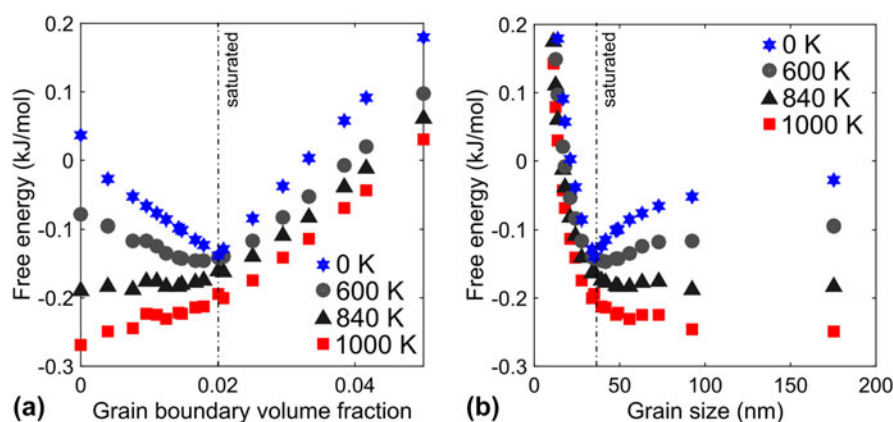 0.2
0.1
0
-0.1
-0.2
-0.3
Free energy (kJ/mol)
saturated
0 K
600 K
840 K
1000 K
0
0.02
0.04
(a)
Grain boundary volume fraction
0.2
0.1
0
-0.1
-0.2
-0.3
Free energy (kJ/mol)
saturated
0 K
600 K
840 K
1000 K
0
50
100
150
200
(b)
Grain size (nm)